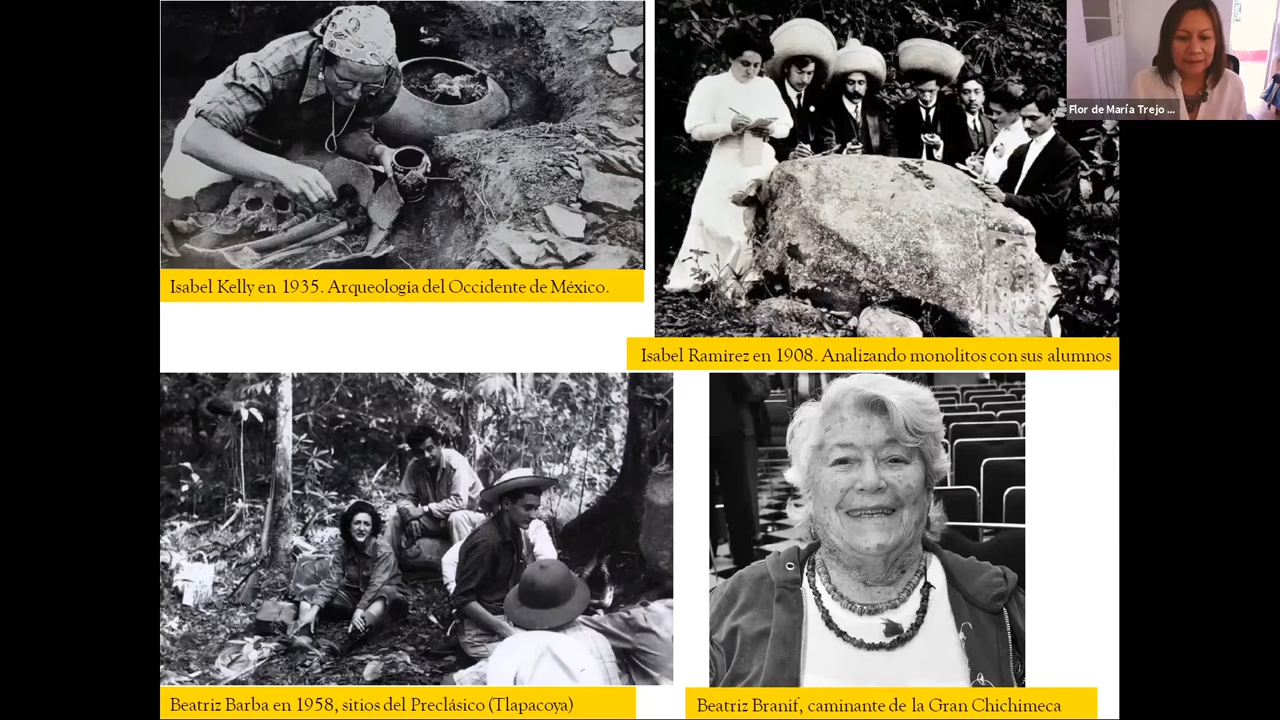 Flor de María Trejo ...
Isabel Kelly en 1935. Arqueología del Occidente de México.
Isabel Ramirez en 1908. Analizando monolitos con sus alumnos
Beatriz Barba en 1958, sitios del Preclásico (Tlapacoya)
Beatriz Branif, caminante de la Gran Chichimeca